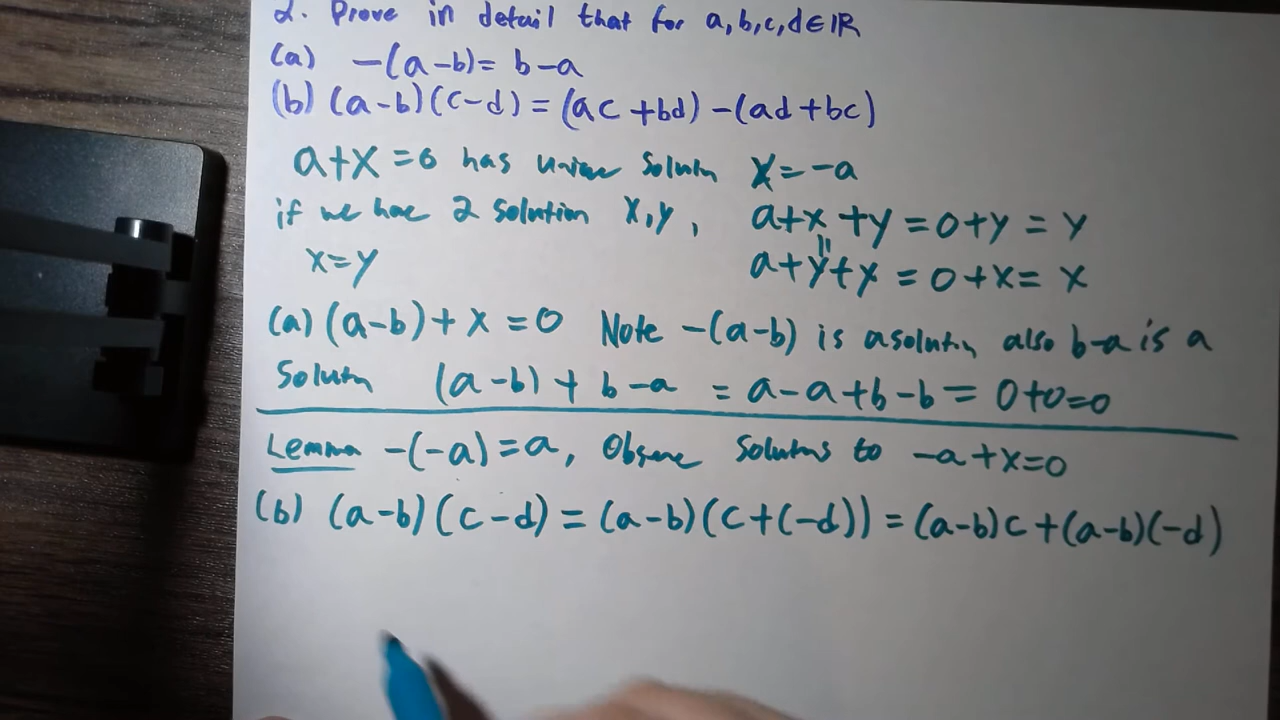 2. Prove in detail that for a, b, c, d ∈ ℝ
(a) -(a-b) = b-a
(b) (a-b)(c-d) = (ac+bd) - (ad+bc)
a+x=0 has solution x=-a
if we have 2 solution x, y, a+x+y = 0+y = y
x=y a+y+x = 0+x = x
(a) (a-b)+x=0 Note -(a-b) is a solution also b-a is a
solution (a-b)+b-a = a-a+b-b = 0+0=0
Lemma -(-a)=a, Observe solutions to -a+x=0
(b) (a-b)(c-d) = (a-b)(c+(-d)) = (a-b)c+(a-b)(-d)